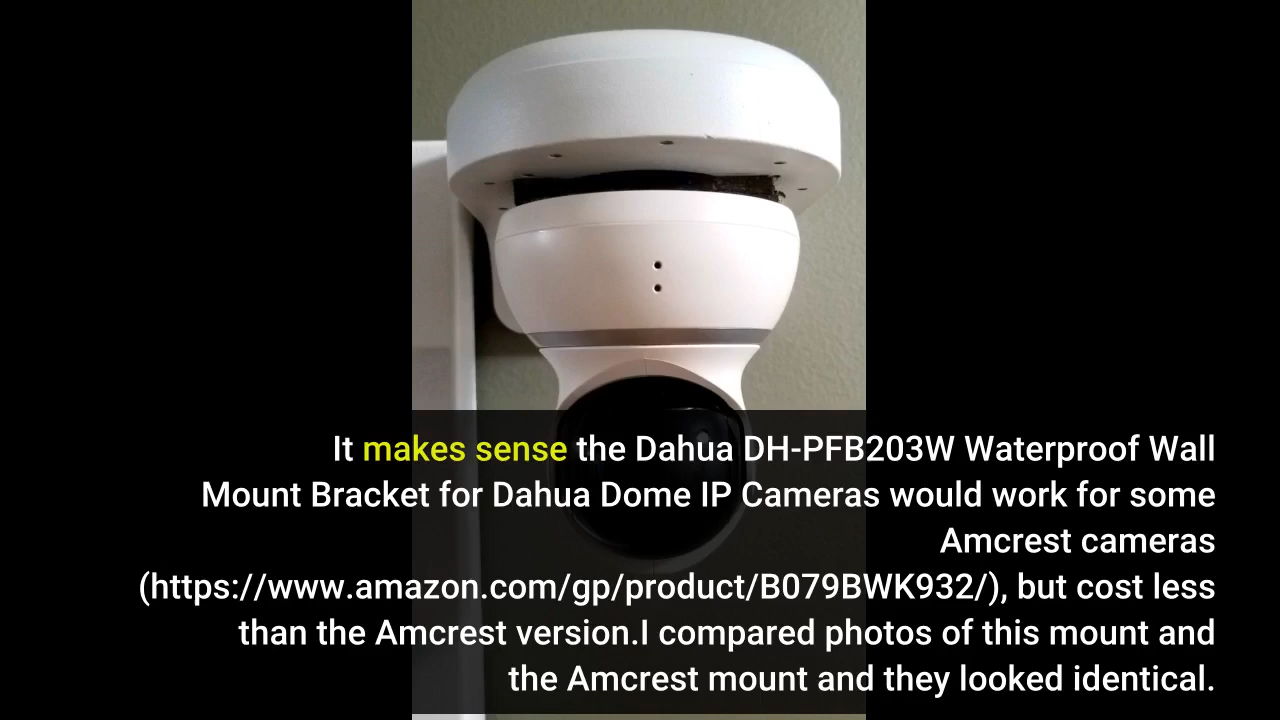 It makes sense the Dahua DH-PFB203W Waterproof Wall
Mount Bracket for Dahua Dome IP Cameras would work for some
Amcrest cameras
(https://www.amazon.com/gp/product/B079BWK932/), but cost less
than the Amcrest version.I compared photos of this mount and
the Amcrest mount and they looked identical.